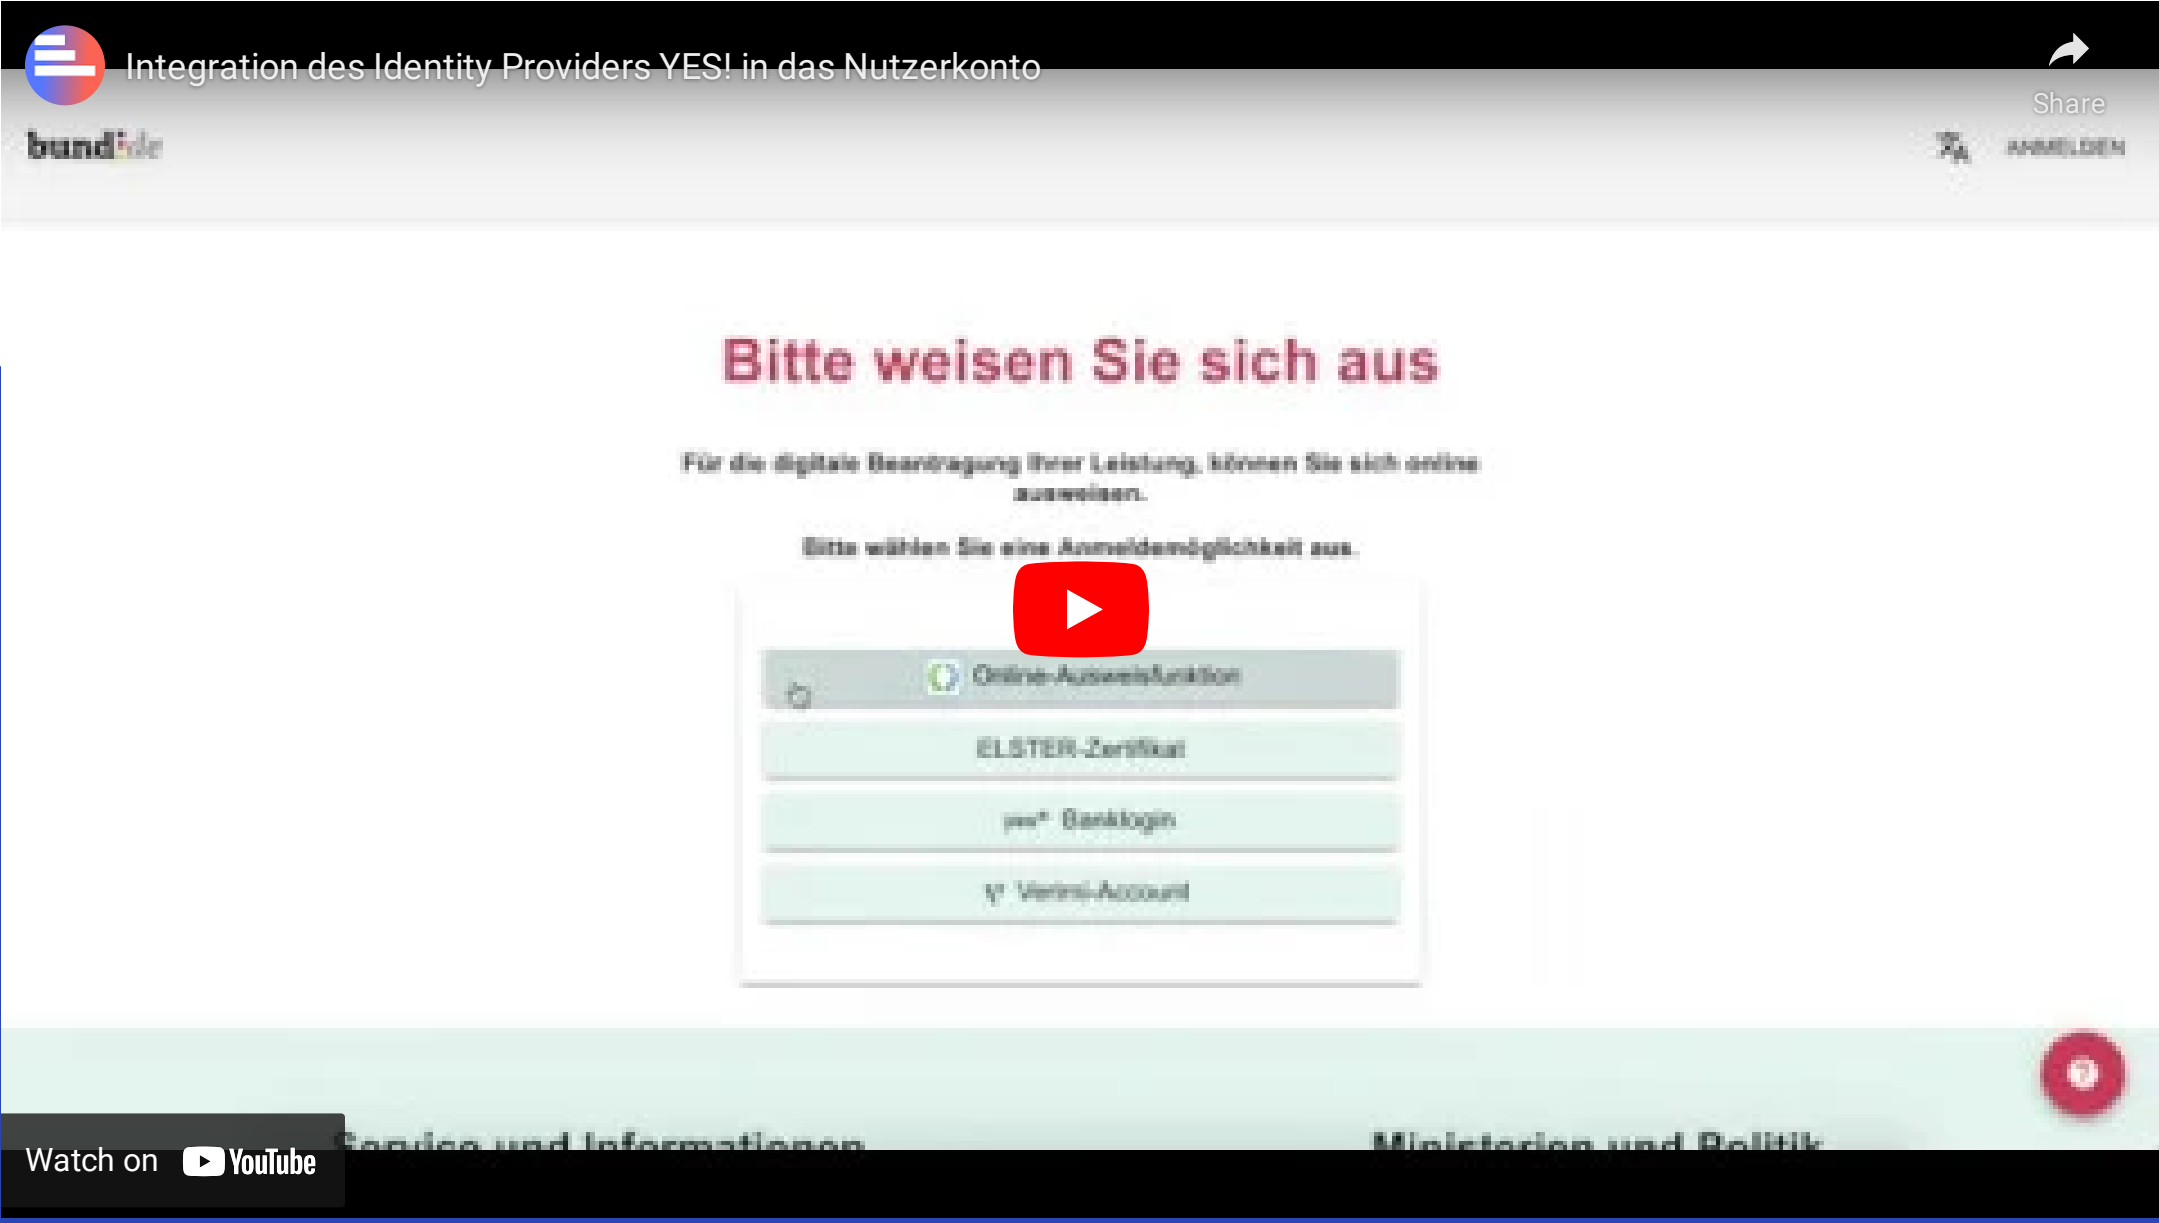 Integration des Identity Providers YES! in das Nutzerkonto
Share
bund.de
ANMELDEN
Bitte weisen Sie sich aus
Für die digitale Beantragung Ihrer Leistung, können Sie sich online
ausweisen.
Bitte wählen Sie eine Anmeldemöglichkeit aus.
Online-Ausweisfunktion
ELSTER-Zertifikat
yes® Banklogin
Verimi-Account
?
Service und Informationen
Ministerien und Politik
Watch on YouTube